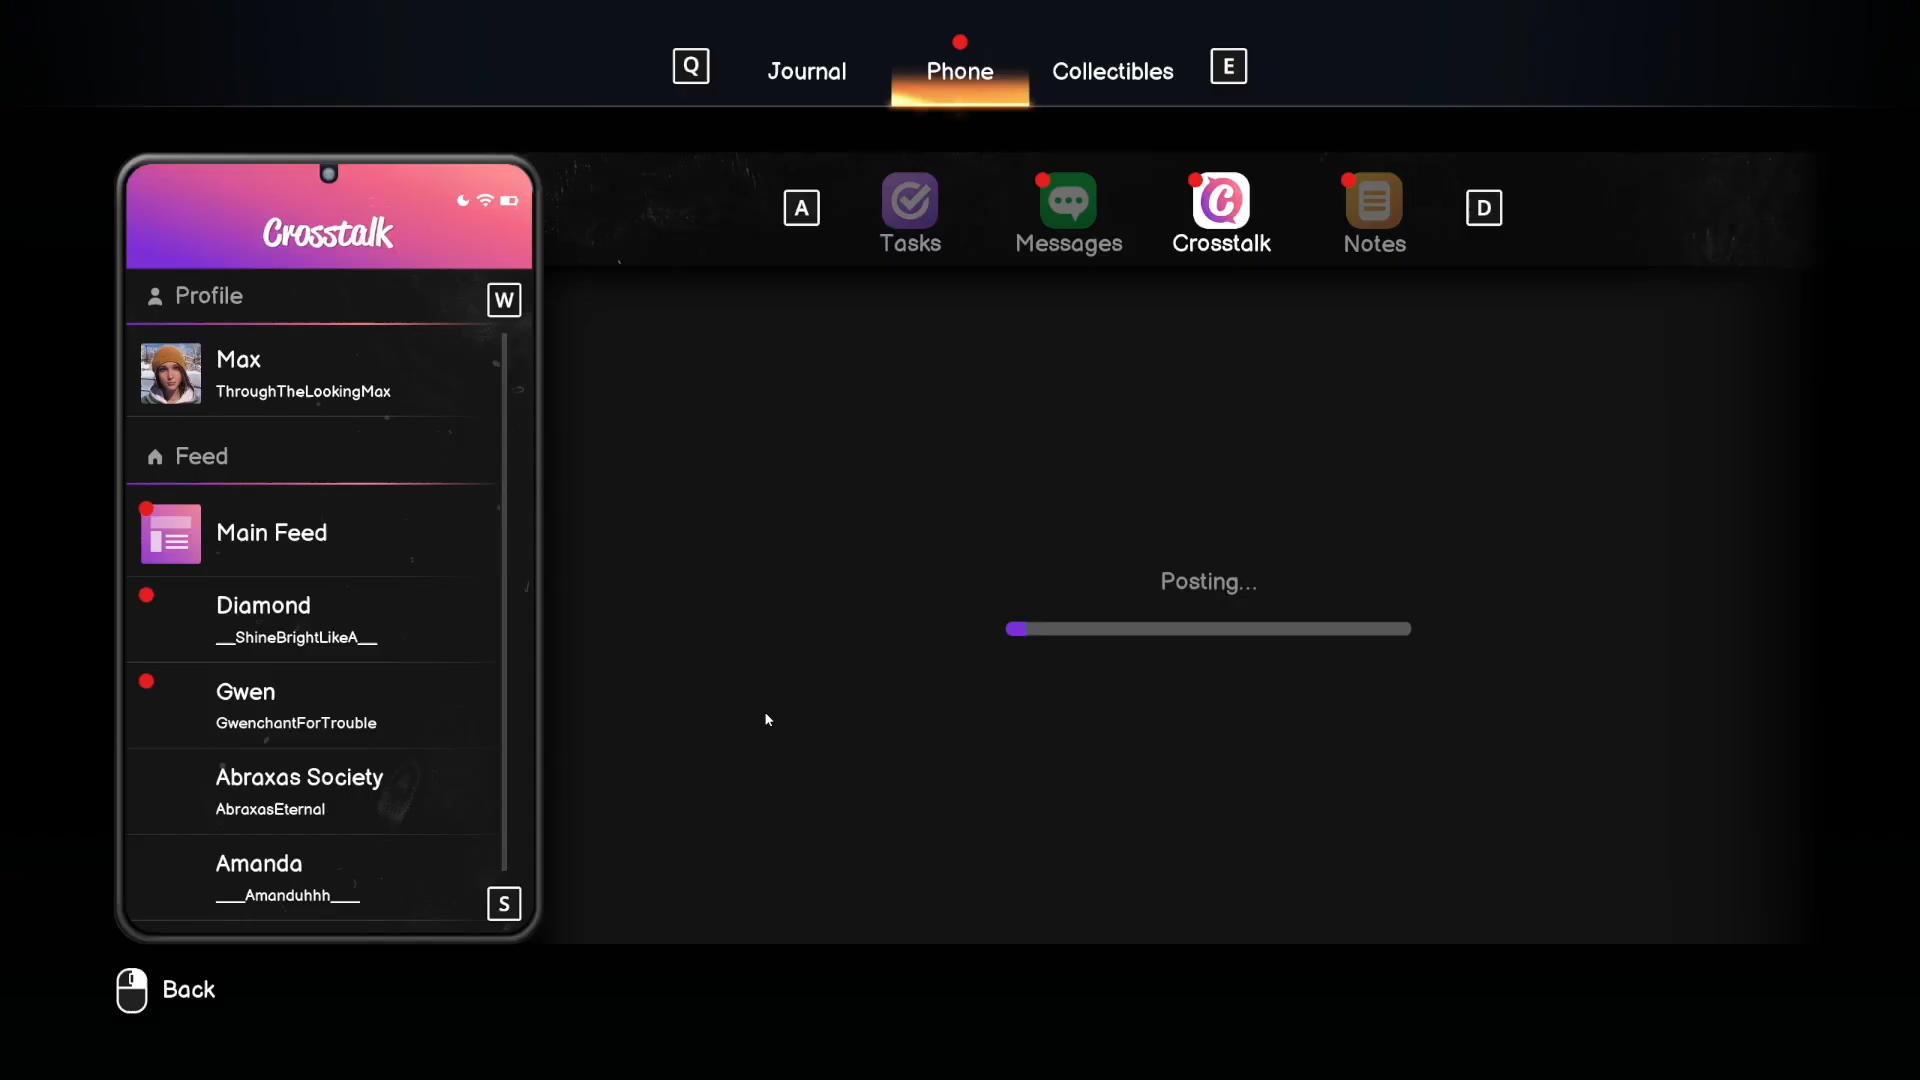 Q Journal Phone Collectibles E
Crosstalk
A Tasks Messages Crosstalk Notes D
Profile W
Max
ThroughTheLookingMax
Feed
Main Feed
Diamond
__ShineBrightLikeA__
Gwen
GwenchantForTrouble
Abraxas Society
AbraxasEternal
Amanda
____Amanduhhh____
S
Posting...
Back